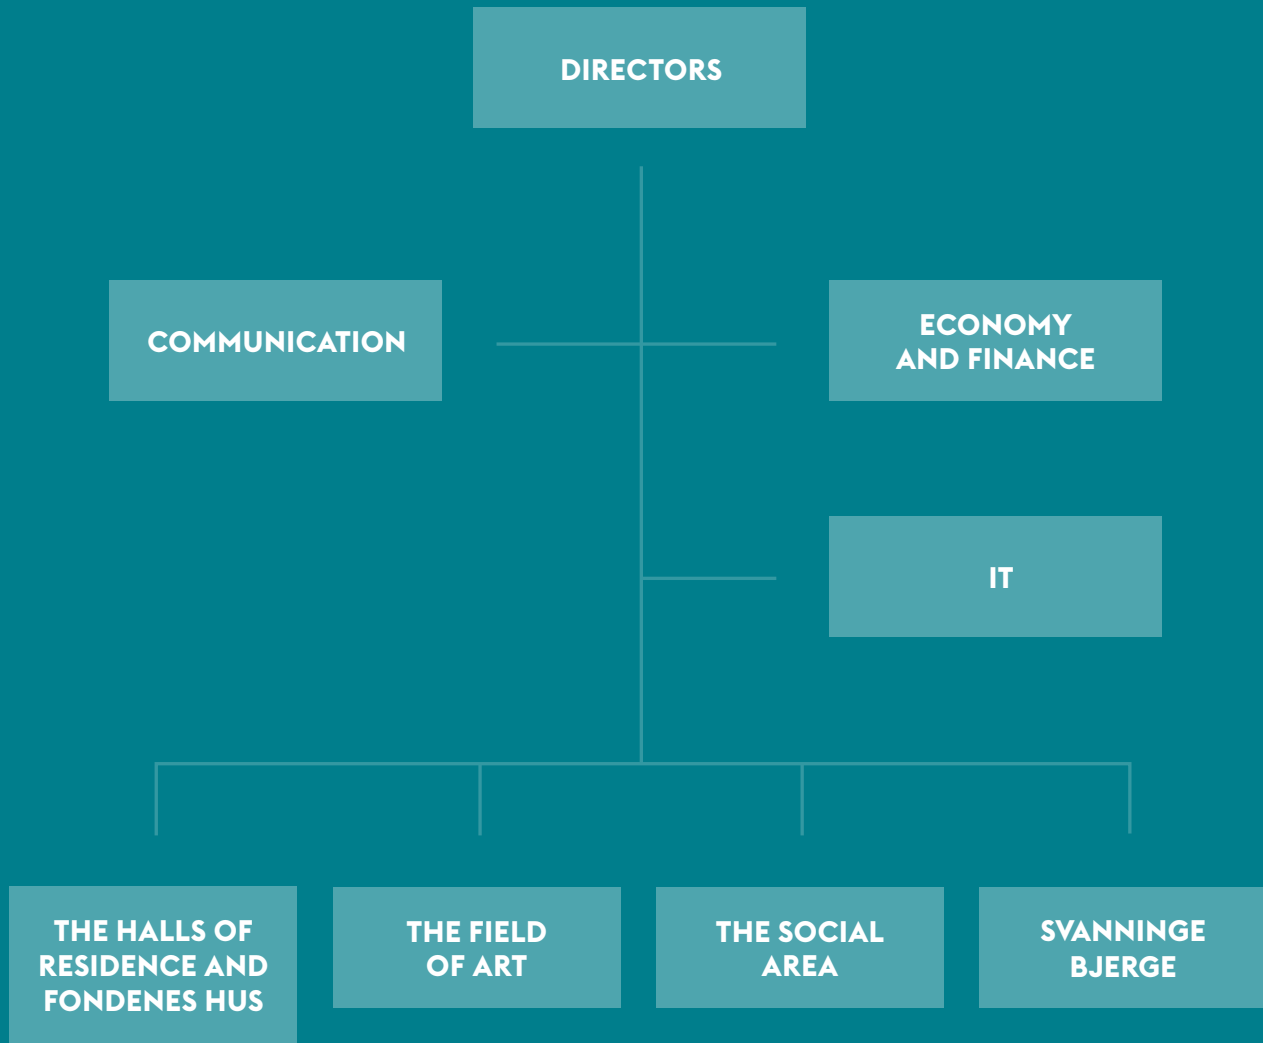 DIRECTORS
COMMUNICATION
ECONOMY
AND FINANCE
IT
THE HALLS OF
RESIDENCE AND
FONDENES HUS
THE FIELD
OF ART
THE SOCIAL
AREA
SVANNINGE
BJERGE